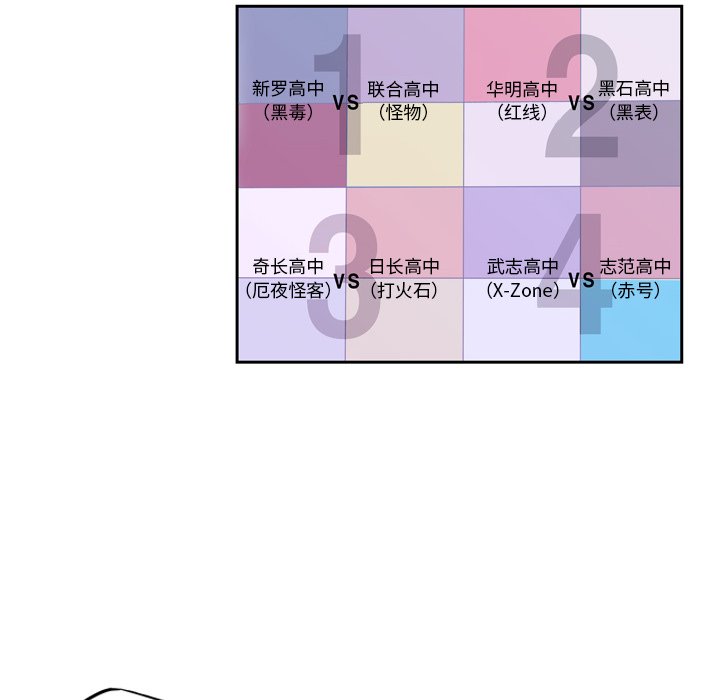 1
新罗高中 VS 联合高中
（黑毒） （怪物）
2
华明高中 VS 黑石高中
（红线） （黑表）
3
奇长高中 VS 日长高中
（厄夜怪客） （打火石）
4
武志高中 VS 志范高中
（X-Zone） （赤号）